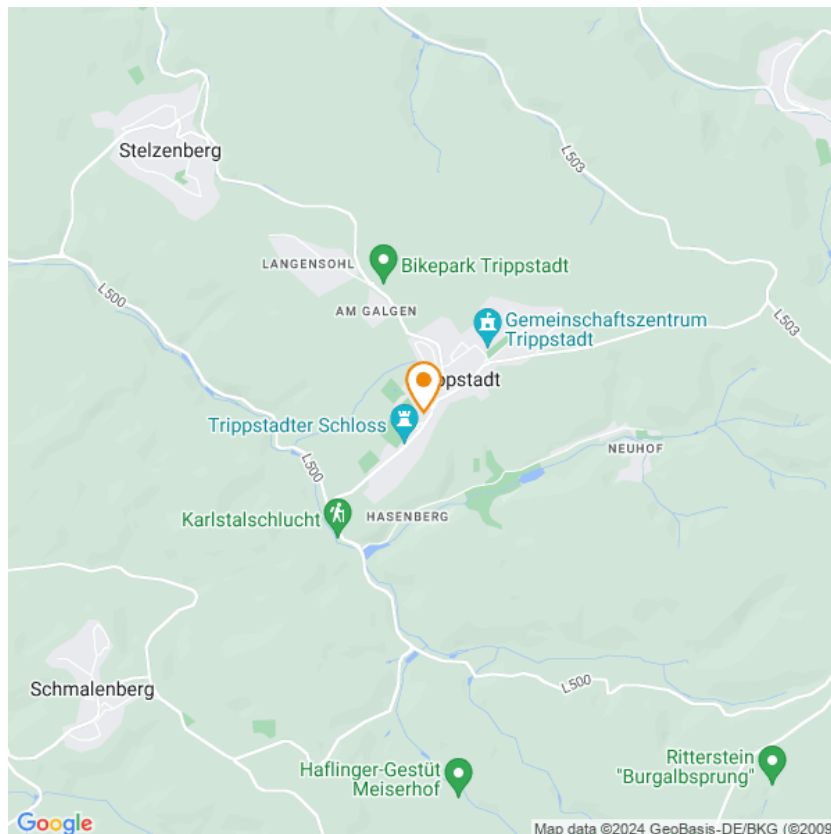 L503
Stelzenberg
LANGENSOHL
Bikepark Trippstadt
L500
AM GALGEN
Gemeinschaftszentrum
Trippstadt
L503
ppstadt
Trippstadter Schloss
L500
NEUHOF
Karlstalschlucht
HASENBERG
Schmalenberg
L500
Haflinger-Gestüt
Meiserhof
Ritterstein
"Burgalbsprung"
Google
Map data ©2024 GeoBasis-DE/BKG (©2009